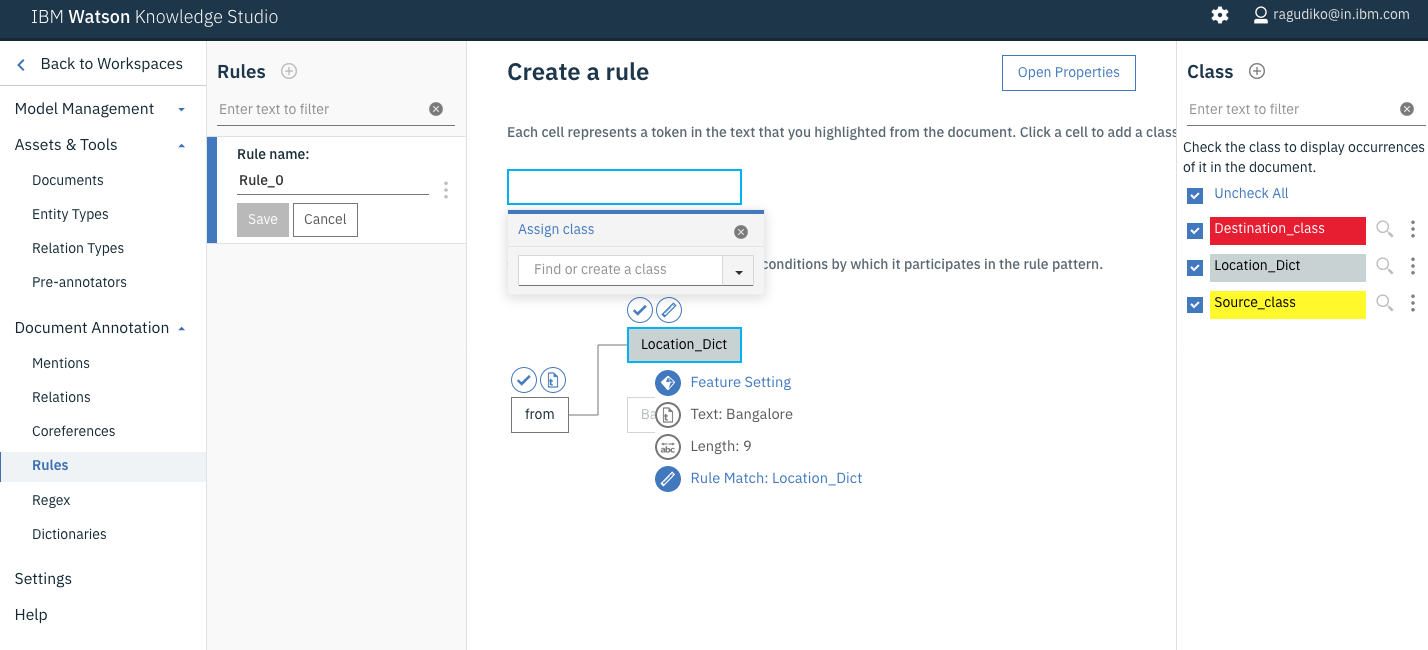 IBM Watson Knowledge Studio
ragudiko@in.ibm.com
Back to Workspaces
Model Management
Assets & Tools
Documents
Entity Types
Relation Types
Pre-annotators
Document Annotation
Mentions
Relations
Coreferences
Rules
Regex
Dictionaries
Settings
Help
Rules
Enter text to filter
Rule name:
Rule_0
Save
Cancel
Create a rule
Open Properties
Each cell represents a token in the text that you highlighted from the document. Click a cell to add a class
Assign class
Find or create a class
conditions by which it participates in the rule pattern.
Location_Dict
from
Ba
Feature Setting
Text: Bangalore
abc
Length: 9
Rule Match: Location_Dict
Class
Enter text to filter
Check the class to display occurrences
of it in the document.
Uncheck All
Destination_class
Location_Dict
Source_class